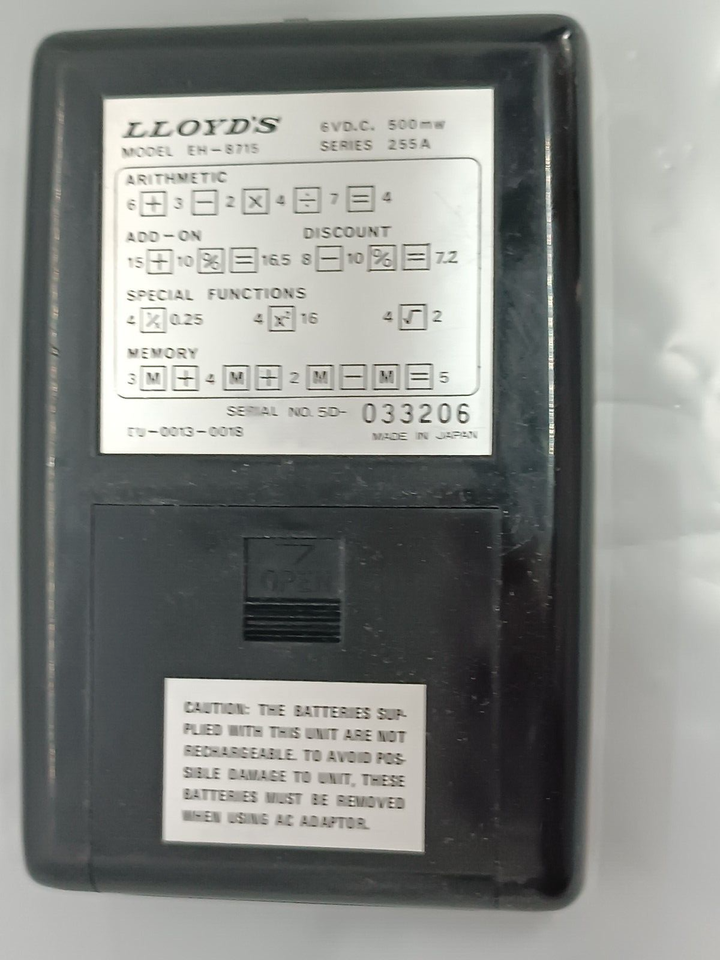 LLOYD'S 6VD.C. 500mw
MODEL EH-8715 SERIES 255A
ARITHMETIC
6 + 3 − 2 × 4 ÷ 7 = 4
ADD-ON DISCOUNT
15 + 10 % = 16.5 8 − 10 % = 7.2
SPECIAL FUNCTIONS
4 ⅟x 0.25 4 x² 16 4 √ 2
MEMORY
3 M + 4 M + 2 M − M = 5
SERIAL NO. 5D- 033206
EU-0013-0018 MADE IN JAPAN
OPEN
CAUTION: THE BATTERIES SUP-
PLIED WITH THIS UNIT ARE NOT
RECHARGEABLE. TO AVOID POS-
SIBLE DAMAGE TO UNIT, THESE
BATTERIES MUST BE REMOVED
WHEN USING AC ADAPTOR.